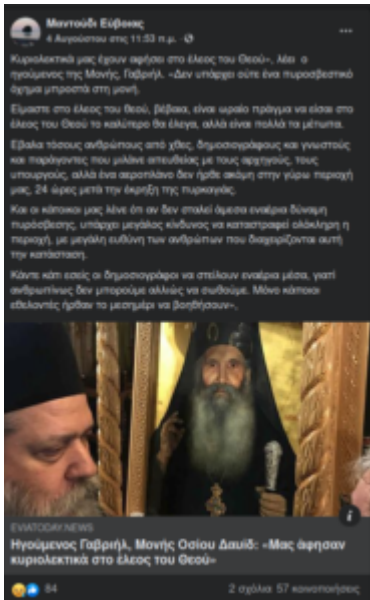 Μαντούδι Εύβοιας
4 Αυγούστου στις 11:53 π.μ. ·
Κυριολεκτικά μας έχουν αφήσει στο έλεος του Θεού», λέει ο
ηγούμενος της Μονής, Γαβριήλ. «Δεν υπάρχει ούτε ένα πυροσβεστικό
όχημα μπροστά στη μονή.
Είμαστε στο έλεος του θεού, βέβαια, είναι ωραίο πράγμα να είσαι στο
έλεος του Θεού το καλύτερο θα έλεγα, αλλά είναι πολλά τα μέτωπα.
Έβαλα τόσους ανθρώπους από χθες, δημοσιογράφους και γνωστούς
και παράγοντες που μιλάνε απευθείας με τους αρχηγούς, τους
υπουργούς, αλλά ένα αεροπλάνο δεν ήρθε ακόμη στην γύρω περιοχή
μας, 24 ώρες μετά την έκρηξη της πυρκαγιάς.
Και οι κάτοικοι μας λένε ότι αν δεν σταλεί άμεσα εναέρια δύναμη
πυρόσβεσης, υπάρχει μεγάλος κίνδυνος να καταστραφεί ολόκληρη η
περιοχή, με μεγάλη ευθύνη των ανθρώπων που διαχειρίζονται αυτή
την κατάσταση.
Κάντε κάτι εσείς οι δημοσιογράφοι να στείλουν εναέρια μέσα, γιατί
ανθρωπίνως δεν μπορούμε αλλιώς να σωθούμε. Μόνο κάποιοι
εθελοντές ήρθαν το μεσημέρι να βοηθήσουν»,
EVIATODAY.NEWS
Ηγούμενος Γαβριήλ, Μονής Οσίου Δαυίδ: «Μας άφησαν
κυριολεκτικά στο έλεος του Θεού»
84
2 σχόλια 57 κοινοποιήσεις